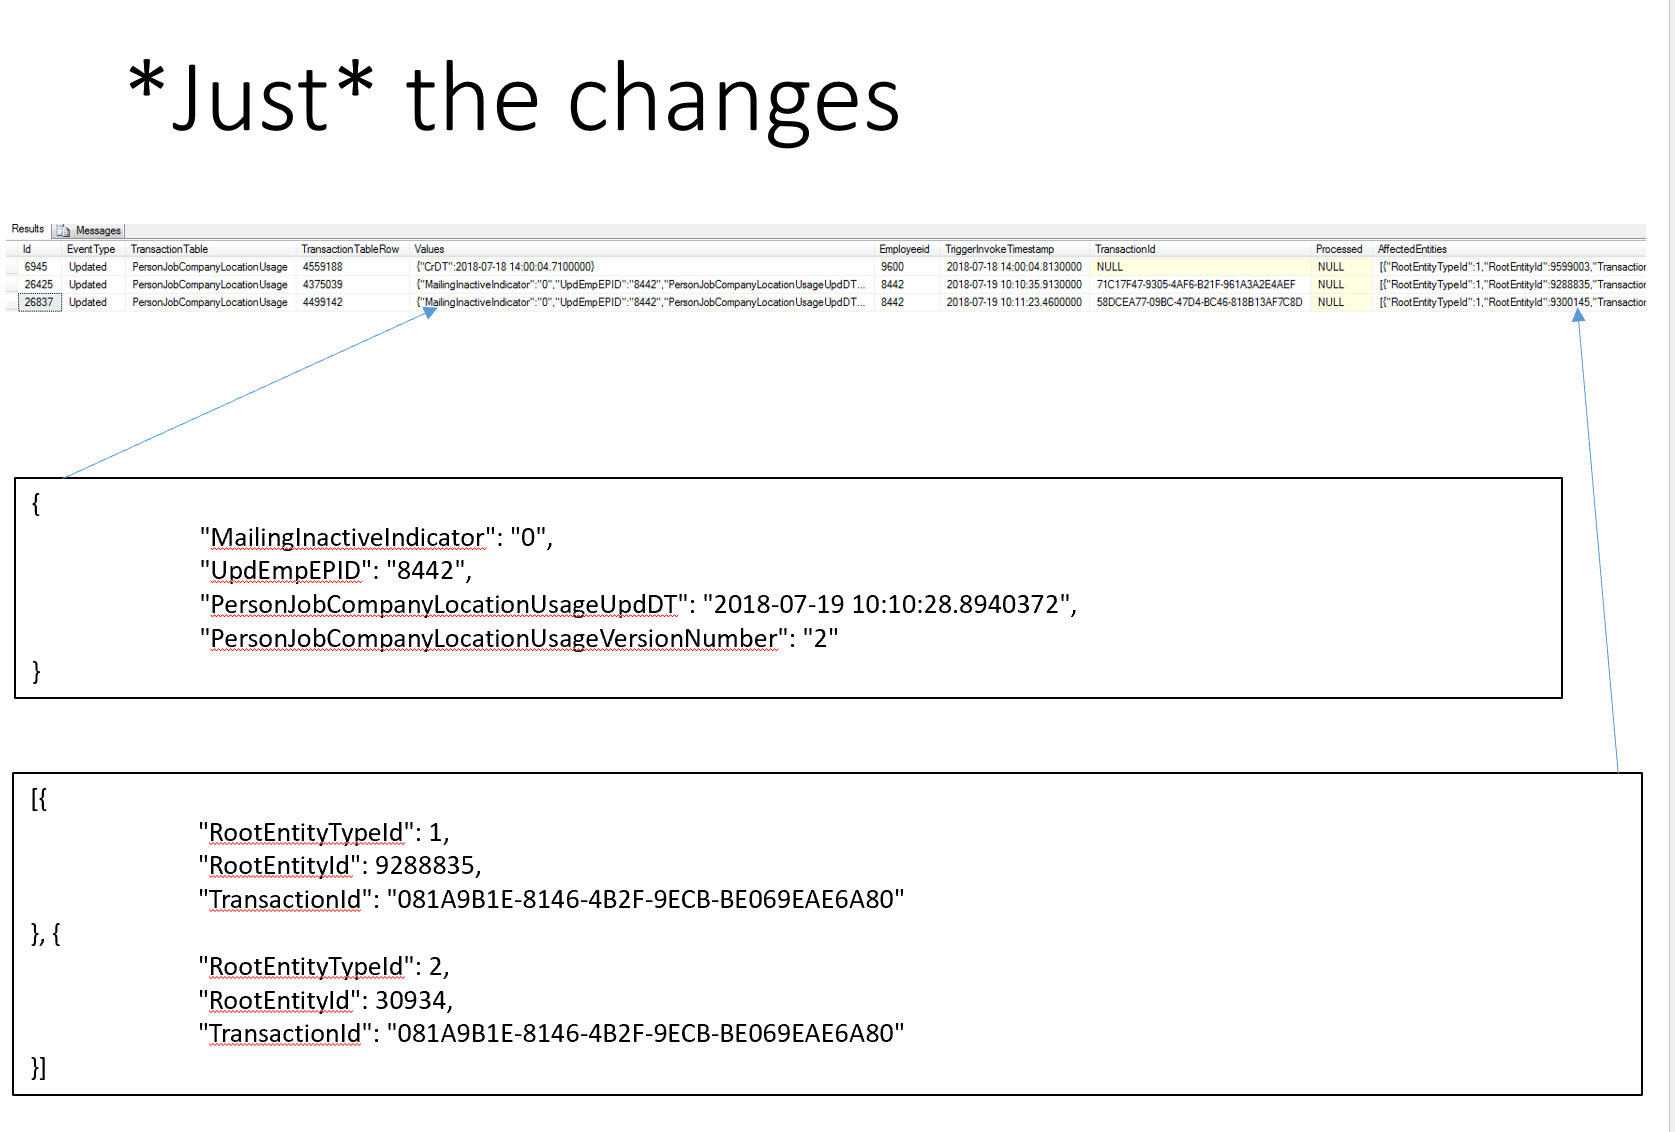 *Just* the changes
Results Messages
Id EventType TransactionTable TransactionTableRow Values Employeeid TriggerInvokeTimestamp TransactionId Processed AffectedEntities
6945 Updated PersonJobCompanyLocationUsage 4559188 {"CrDT":2018-07-18 14:00:04.7100000} 9600 2018-07-18 14:00:04.8130000 NULL NULL [{"RootEntityTypeId":1,"RootEntityId":9599003,"Transaction
26425 Updated PersonJobCompanyLocationUsage 4375039 {"MailingInactiveIndicator":"0","UpdEmpEPID":"8442","PersonJobCompanyLocationUsageUpdDT... 8442 2018-07-19 10:10:35.9130000 71C17F47-9305-4AF6-B21F-961A3A2E4AEF NULL [{"RootEntityTypeId":1,"RootEntityId":9288835,"Transaction
26837 Updated PersonJobCompanyLocationUsage 4499142 {"MailingInactiveIndicator":"0","UpdEmpEPID":"8442","PersonJobCompanyLocationUsageUpdDT... 8442 2018-07-19 10:11:23.4600000 58DCEA77-09BC-47D4-BC46-818B13AF7C8D NULL [{"RootEntityTypeId":1,"RootEntityId":9300145,"Transaction
{
"MailingInactiveIndicator": "0",
"UpdEmpEPID": "8442",
"PersonJobCompanyLocationUsageUpdDT": "2018-07-19 10:10:28.8940372",
"PersonJobCompanyLocationUsageVersionNumber": "2"
}
[{
"RootEntityTypeId": 1,
"RootEntityId": 9288835,
"TransactionId": "081A9B1E-8146-4B2F-9ECB-BE069EAE6A80"
}, {
"RootEntityTypeId": 2,
"RootEntityId": 30934,
"TransactionId": "081A9B1E-8146-4B2F-9ECB-BE069EAE6A80"
}]